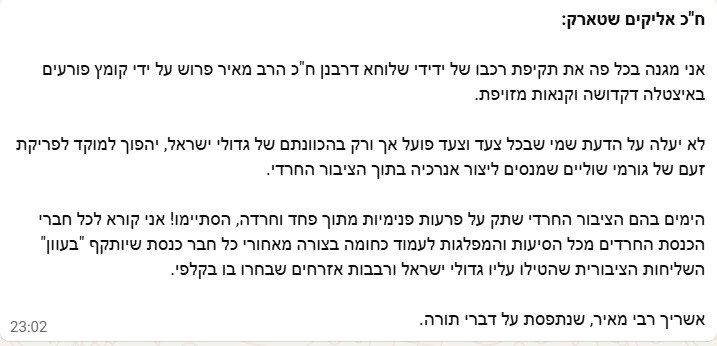 ח"כ אליקים שטארק:
אני מגנה בכל פה את תקיפת רכבו של ידידי שלוחא דרבנן ח"כ הרב מאיר פרוש על ידי קומץ פורעים
באיצטלה דקדושה וקנאות מזויפת.
לא יעלה על הדעת שמי שבכל צעד וצעד פועל אך ורק בהכוונתם של גדולי ישראל, יהפוך למוקד לפריקת
זעם של גורמי שוליים שמנסים ליצור אנרכיה בתוך הציבור החרדי.
הימים בהם הציבור החרדי שתק על פרעות פנימיות מתוך פחד וחרדה, הסתיימו! אני קורא לכל חברי
הכנסת החרדים מכל הסיעות והמפלגות לעמוד כחומה בצורה מאחורי כל חבר כנסת שיותקף "בעוון"
השליחות הציבורית שהטילו עליו גדולי ישראל ורבבות אזרחים שבחרו בו בקלפי.
אשריך רבי מאיר, שנתפסת על דברי תורה.
23:02